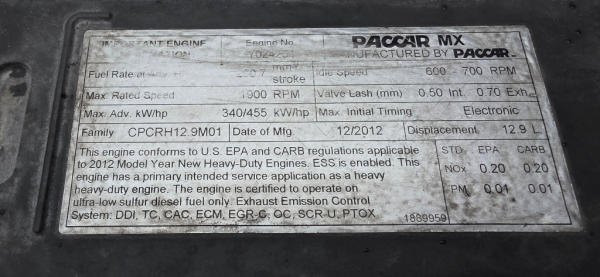 IMPORTANT ENGINE Engine No. PACCAR MX
MANUFACTURED BY PACCAR
Fuel Rate at mm³/stroke Idle Speed 600 - 700 RPM
Max. Rated Speed 1900 RPM Valve Lash (mm) 0.50 Int. 0.70 Exh.
Max. Adv. kW/hp 340/455 kW/hp Max. Initial Timing Electronic
Family CPCRH12.9M01 Date of Mfg. 12/2012 Displacement 12.9 L
This engine conforms to U.S. EPA and CARB regulations applicable STD. EPA CARB
to 2012 Model Year New Heavy-Duty Engines. ESS is enabled. This
engine has a primary intended service application as a heavy NOx 0.20 0.20
heavy-duty engine. The engine is certified to operate on
ultra-low sulfur diesel fuel only. Exhaust Emission Control PM 0.01 0.01
System: DDI, TC, CAC, ECM, EGR-C, OC, SCR-U, PTOX 1889959